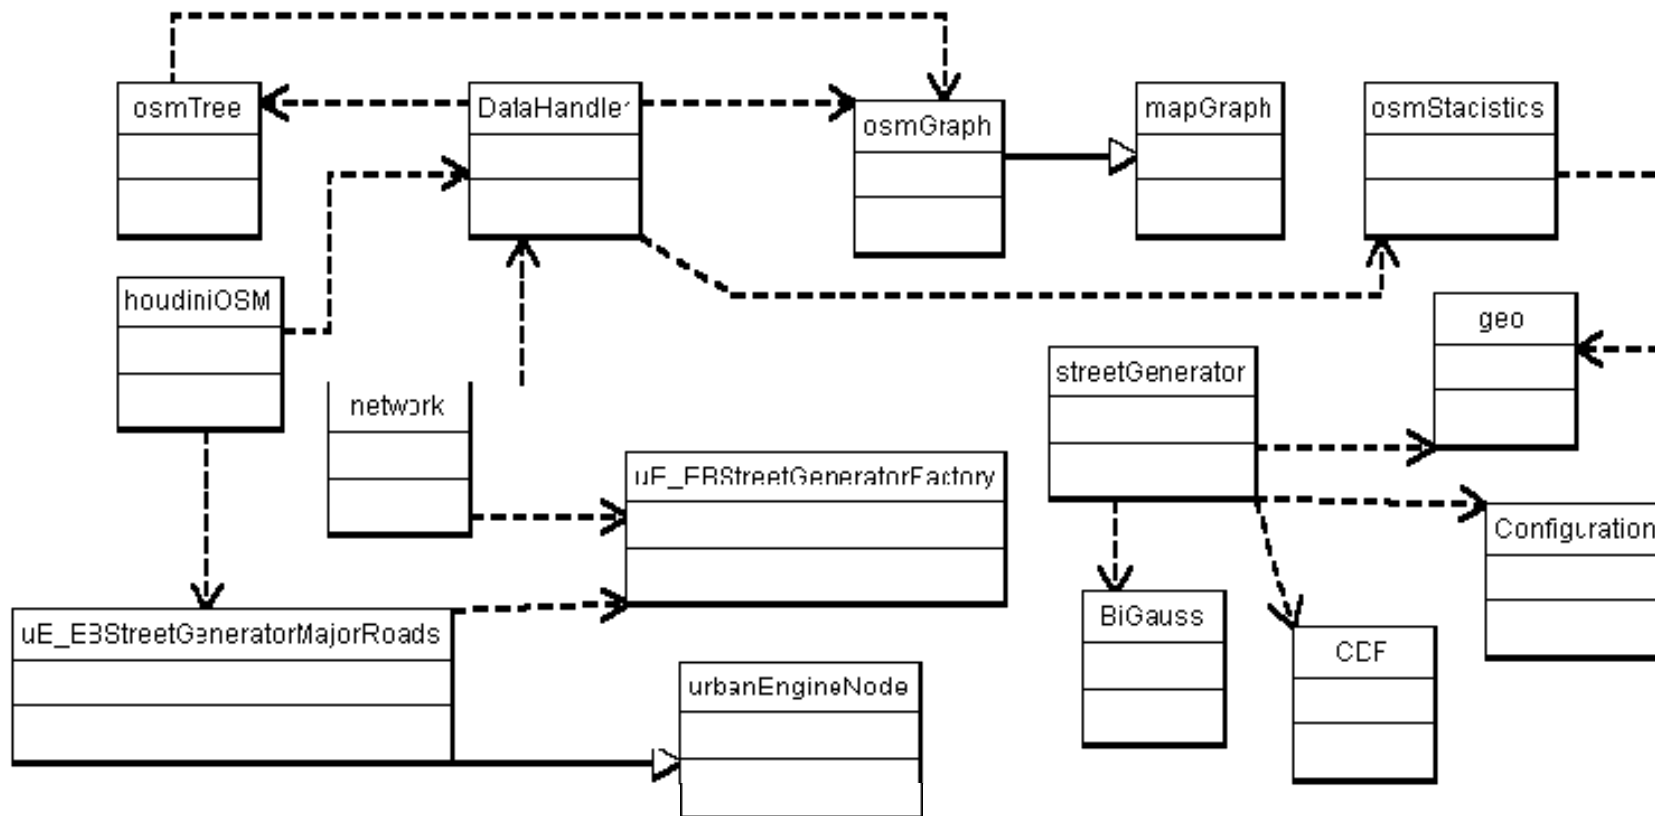 osmTree
DataHandler
osmGraph
mapGraph
osmStacistics
houdiniOSM
geo
streetGenerator
network
uE_EBStreetGeneratorFactory
Configuration
BiGauss
uE_EBStreetGeneratorMajorRoads
CDF
urbanEngineNode